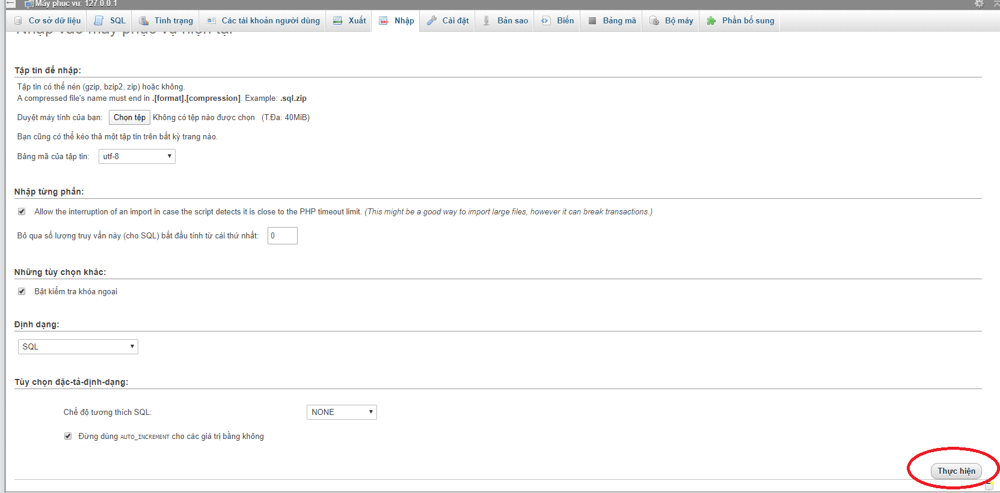 Máy phục vụ: 127.0.0.1
Cơ sở dữ liệu SQL Tình trạng Các tài khoản người dùng Xuất Nhập Cài đặt Bản sao Biến Bảng mã Bộ máy Phần bổ sung
Nhập vào máy phục vụ hiện tại
Tập tin để nhập:
Tập tin có thể nén (gzip, bzip2, zip) hoặc không.
A compressed file's name must end in .[format].[compression]. Example: .sql.zip
Duyệt máy tính của bạn: Chọn tệp Không có tệp nào được chọn (T.Đa: 40MiB)
Bạn cũng có thể kéo thả một tập tin trên bất kỳ trang nào.
Bảng mã của tập tin: utf-8
Nhập từng phần:
Allow the interruption of an import in case the script detects it is close to the PHP timeout limit. (This might be a good way to import large files, however it can break transactions.)
Bỏ qua số lượng truy vấn này (cho SQL) bắt đầu tính từ cái thứ nhất: 0
Những tùy chọn khác:
Bật kiểm tra khóa ngoại
Định dạng:
SQL
Tùy chọn đặc-tả-định-dạng:
Chế độ tương thích SQL: NONE
Đừng dùng AUTO_INCREMENT cho các giá trị bằng không
Thực hiện